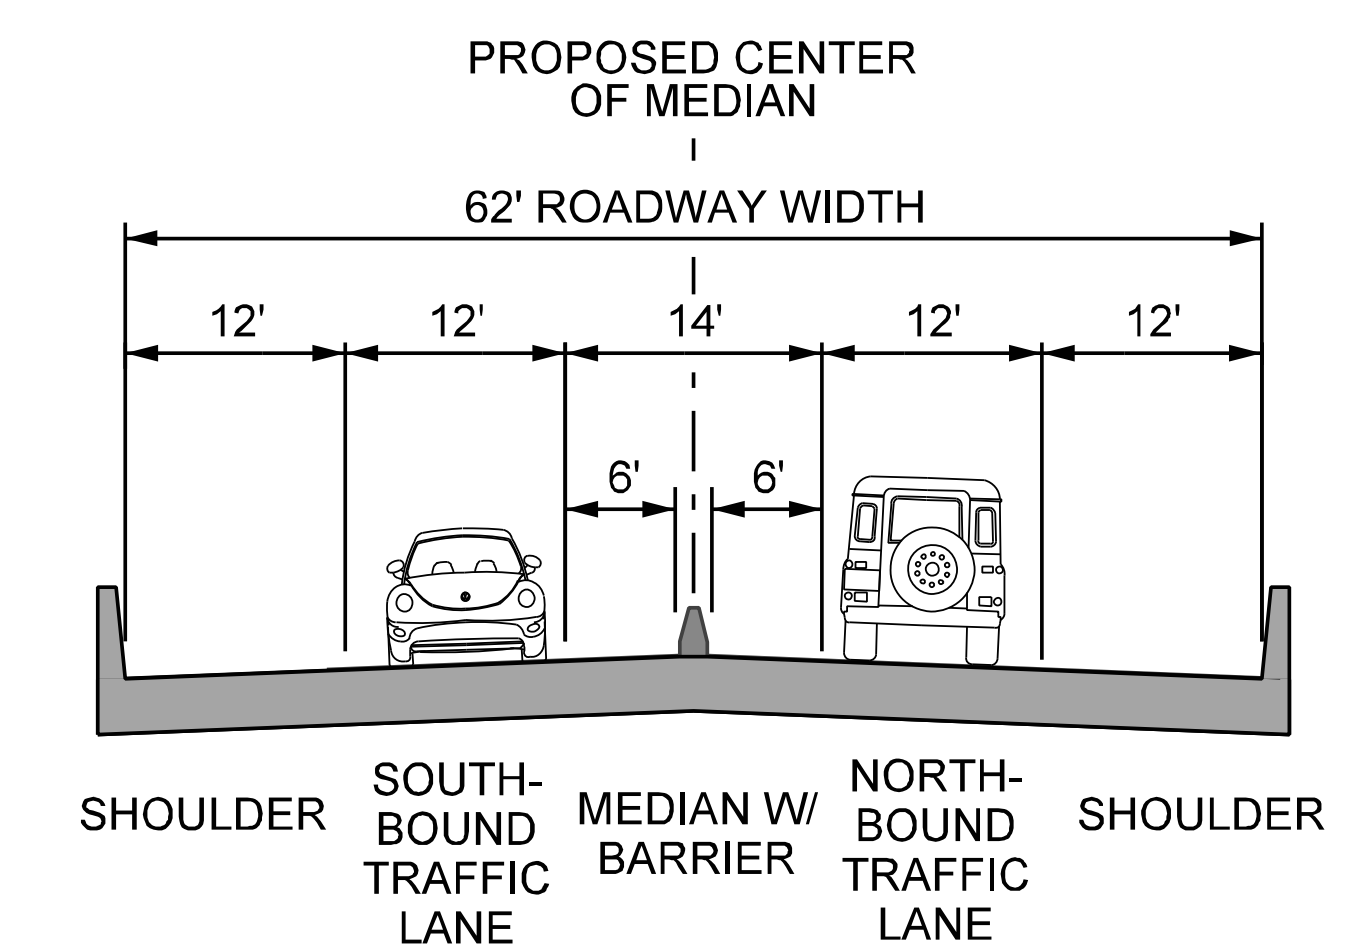 PROPOSED CENTER
OF MEDIAN
62' ROADWAY WIDTH
12'
12'
14'
12'
12'
6'
6'
SHOULDER
SOUTH-
BOUND
TRAFFIC
LANE
MEDIAN W/
BARRIER
NORTH-
BOUND
TRAFFIC
LANE
SHOULDER